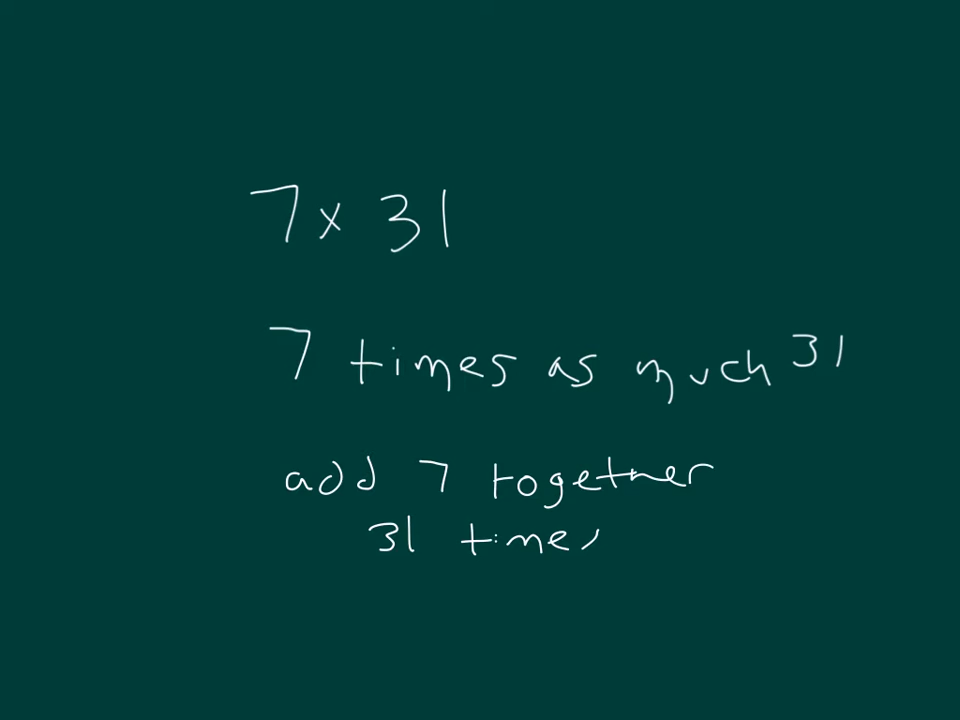 7 x 31
7 times as much 31
add 7 together
31 times